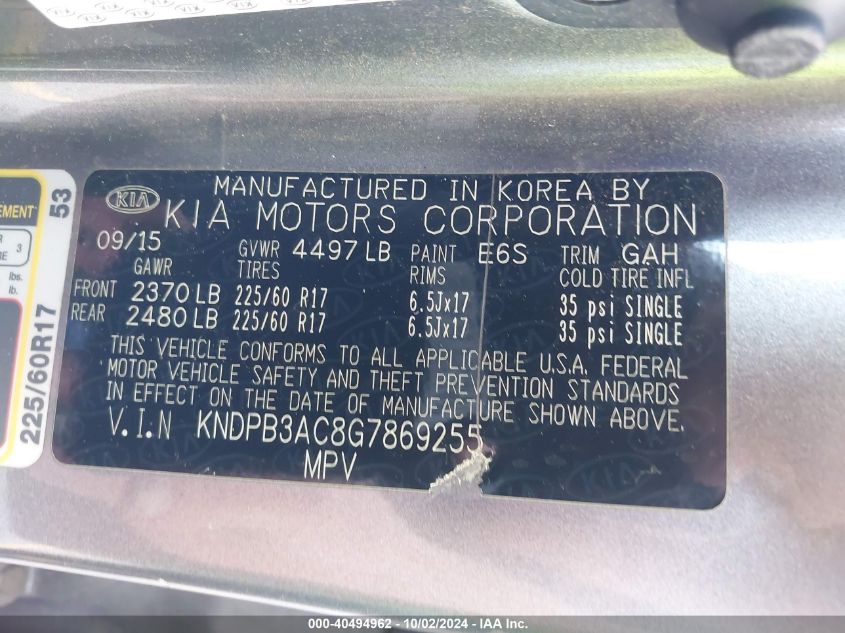 MANUFACTURED IN KOREA BY
KIA KIA MOTORS CORPORATION
09/15 GVWR 4497 LB PAINT E6S TRIM GAH
GAWR TIRES RIMS COLD TIRE INFL
FRONT 2370 LB 225/60 R17 6.5Jx17 35 psi SINGLE
REAR 2480 LB 225/60 R17 6.5Jx17 35 psi SINGLE
THIS VEHICLE CONFORMS TO ALL APPLICABLE U.S.A. FEDERAL
MOTOR VEHICLE SAFETY AND THEFT PREVENTION STANDARDS
IN EFFECT ON THE DATE OF MANUFACTURE SHOWN ABOVE.
V.I.N KNDPB3AC8G7869255
MPV
53
3
lbs.
lb.
225/60R17
000-40494962 - 10/02/2024 - IAA Inc.